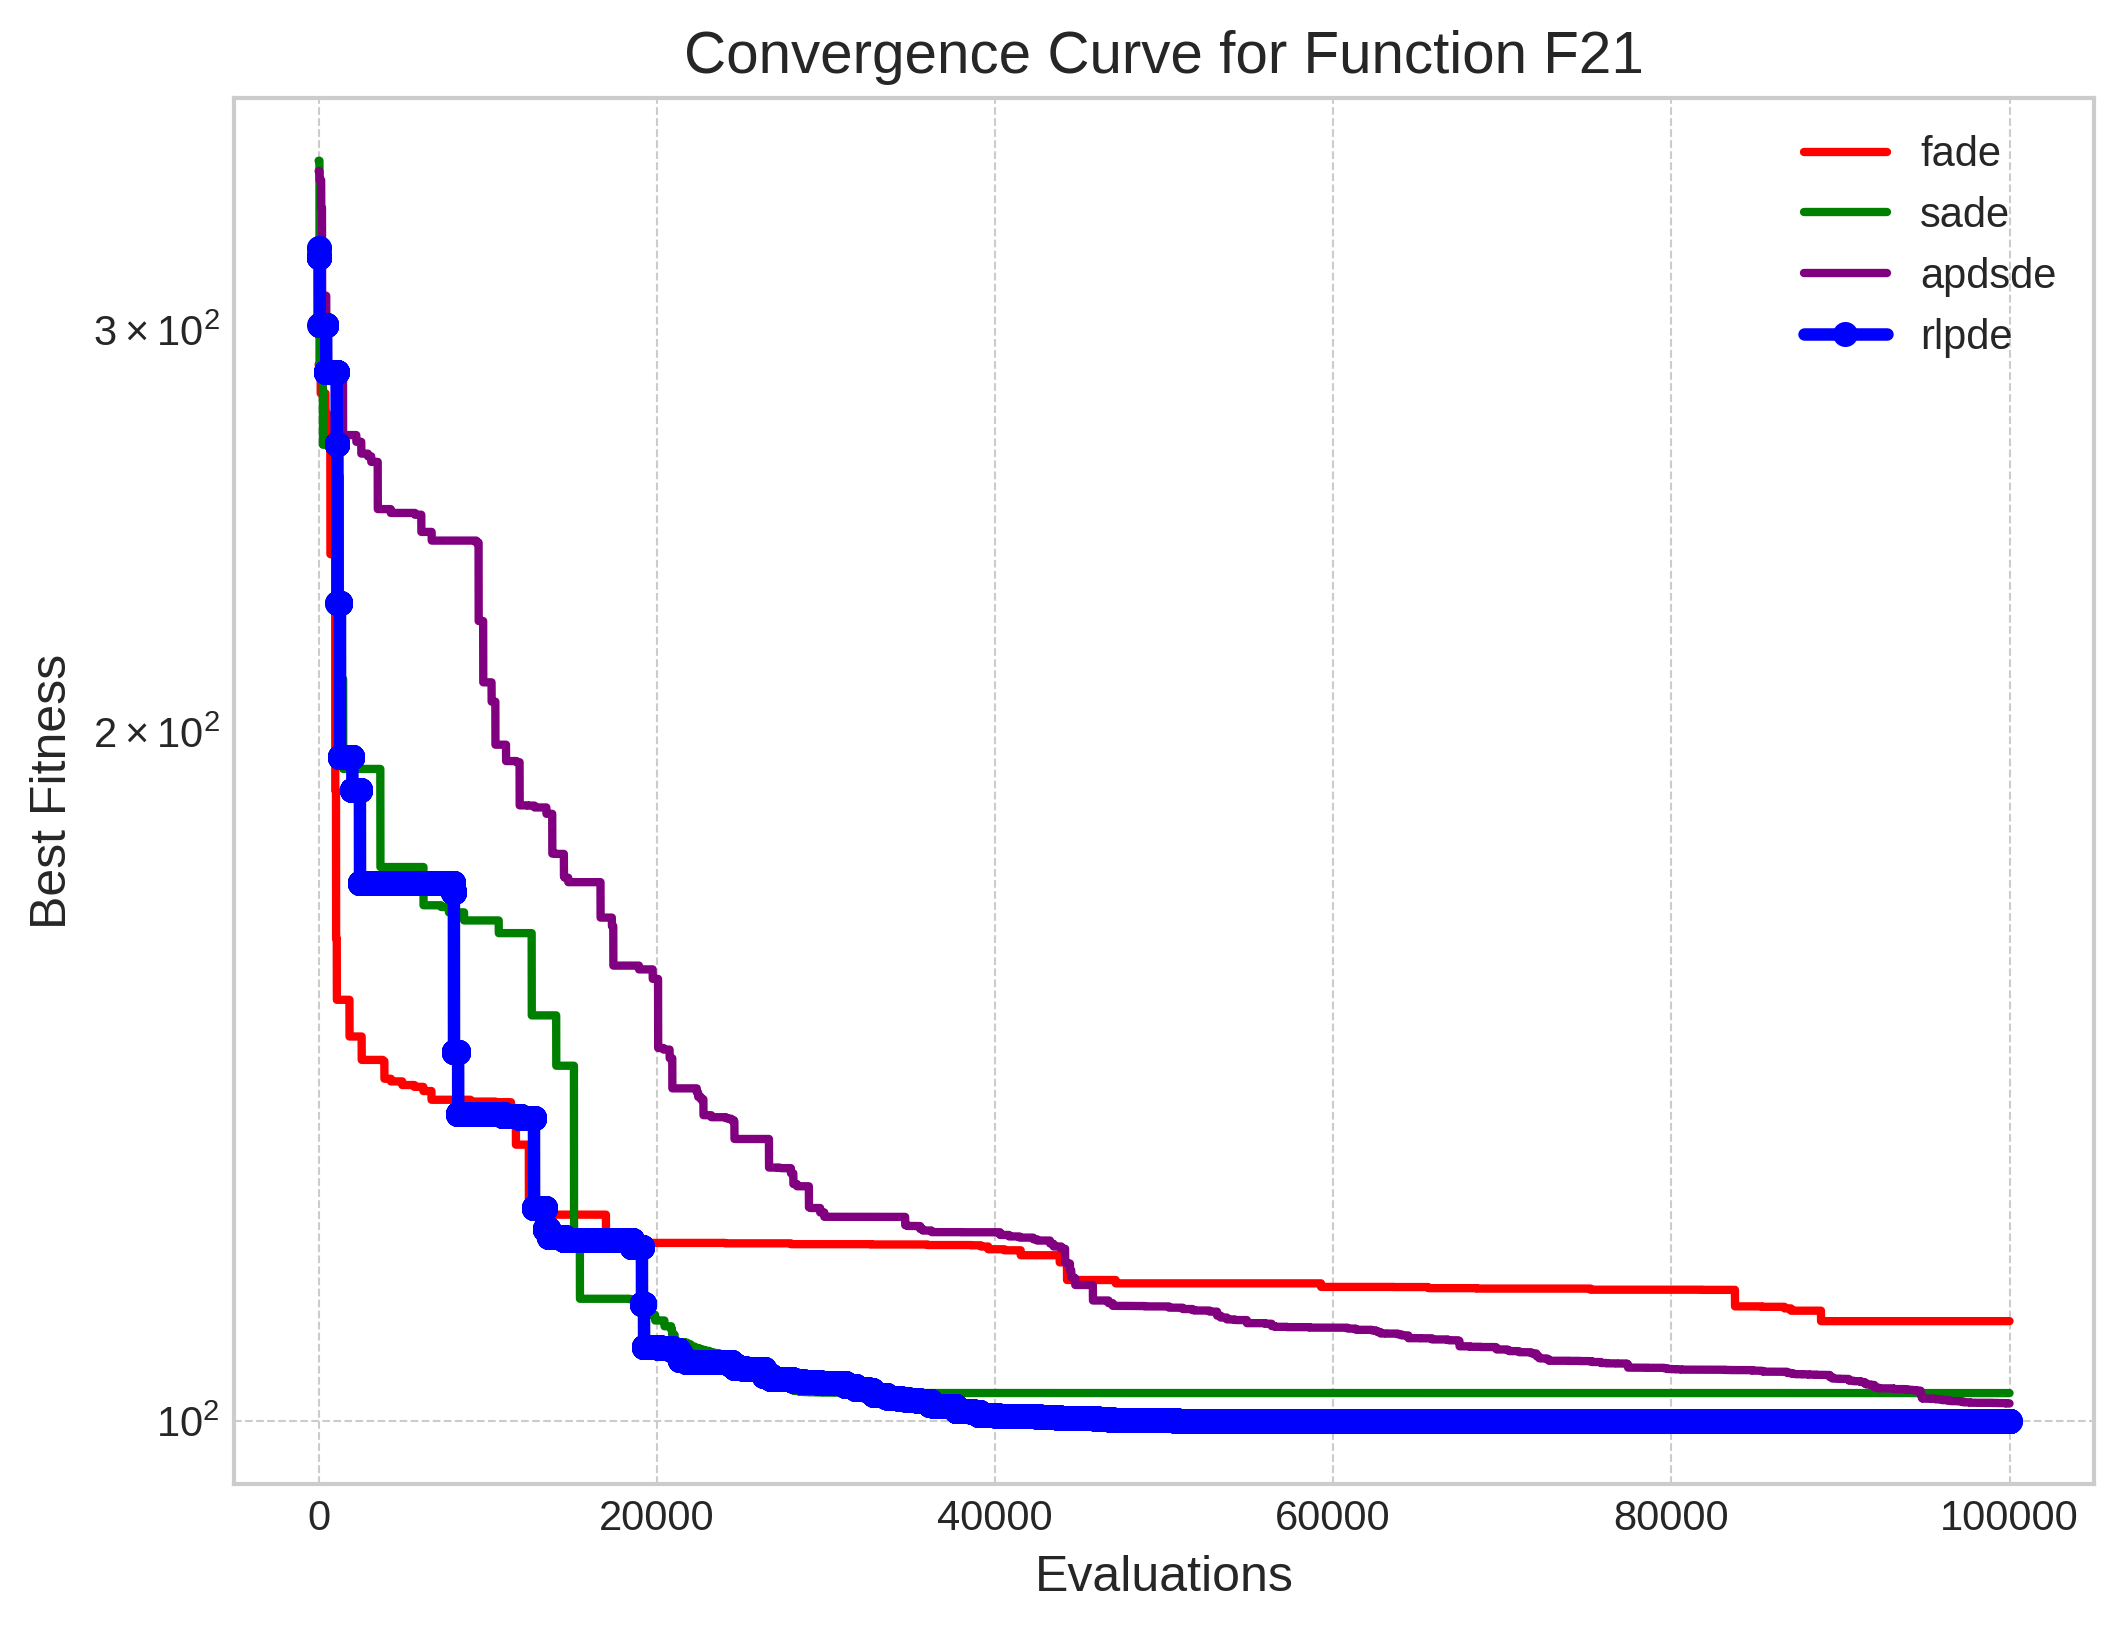 Convergence Curve for Function F21
fade
sade
apdsde
rlpde
Best Fitness
3 × 10²
2 × 10²
10²
0 20000 40000 60000 80000 100000
Evaluations